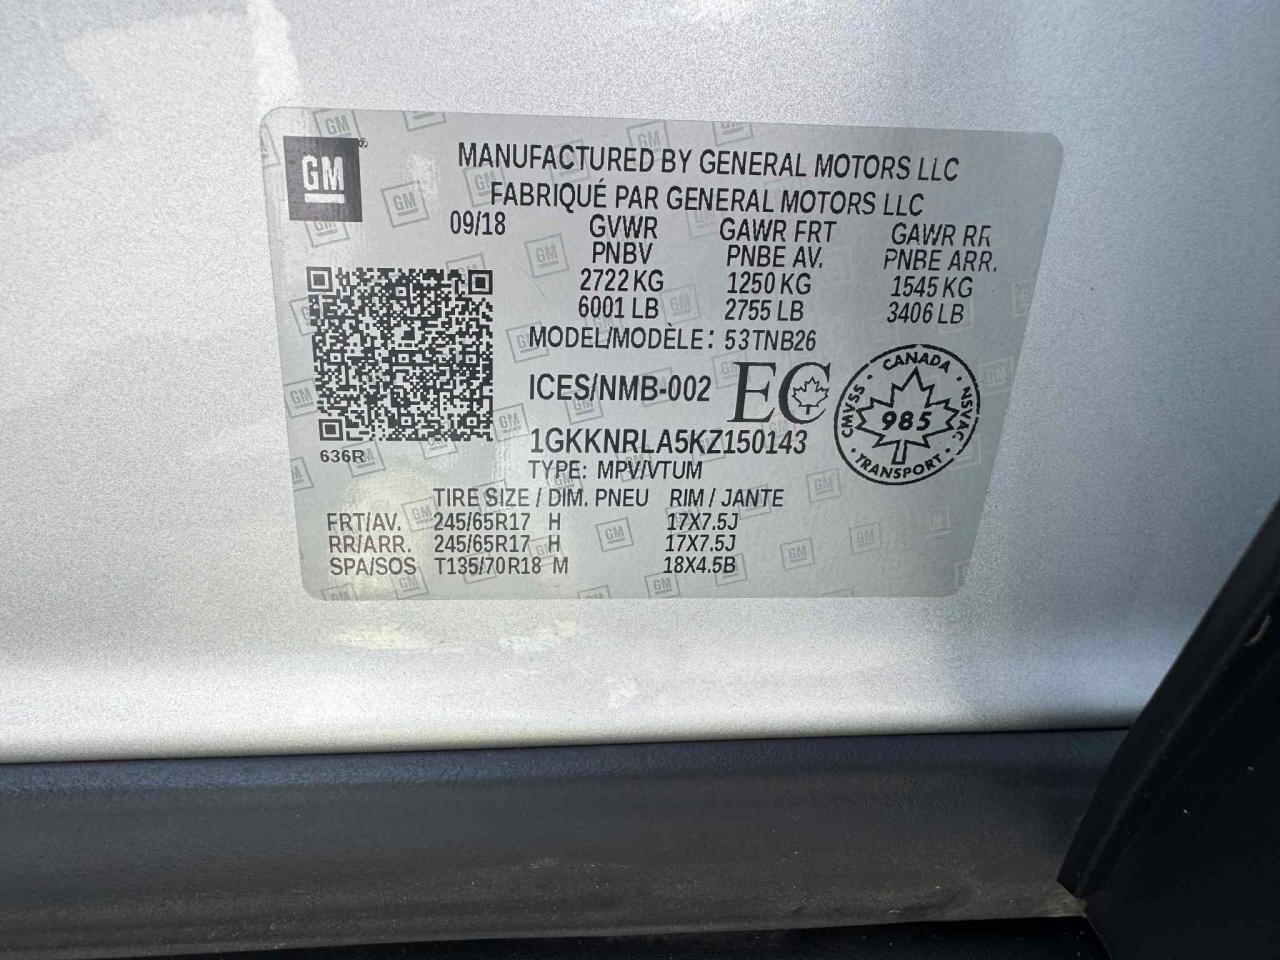 GM
MANUFACTURED BY GENERAL MOTORS LLC
FABRIQUÉ PAR GENERAL MOTORS LLC
09/18 GVWR GAWR FRT GAWR RR
PNBV PNBE AV. PNBE ARR.
2722 KG 1250 KG 1545 KG
6001 LB 2755 LB 3406 LB
MODEL/MODÈLE: 53TNB26
ICES/NMB-002 EC
CANADA
CMVSS 985 NSVAC
TRANSPORT
1GKKNRLA5KZ150143
636R
TYPE: MPV/VTUM
TIRE SIZE / DIM. PNEU RIM / JANTE
FRT/AV. 245/65R17 H 17X7.5J
RR/ARR. 245/65R17 H 17X7.5J
SPA/SOS T135/70R18 M 18X4.5B